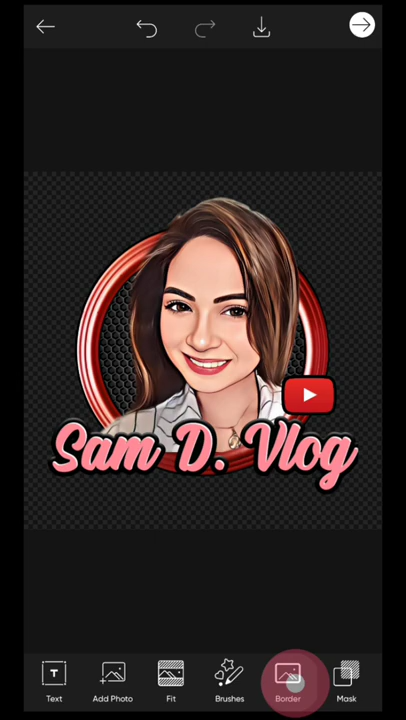 Sam D. Vlog
Text
Add Photo
Fit
Brushes
Border
Mask